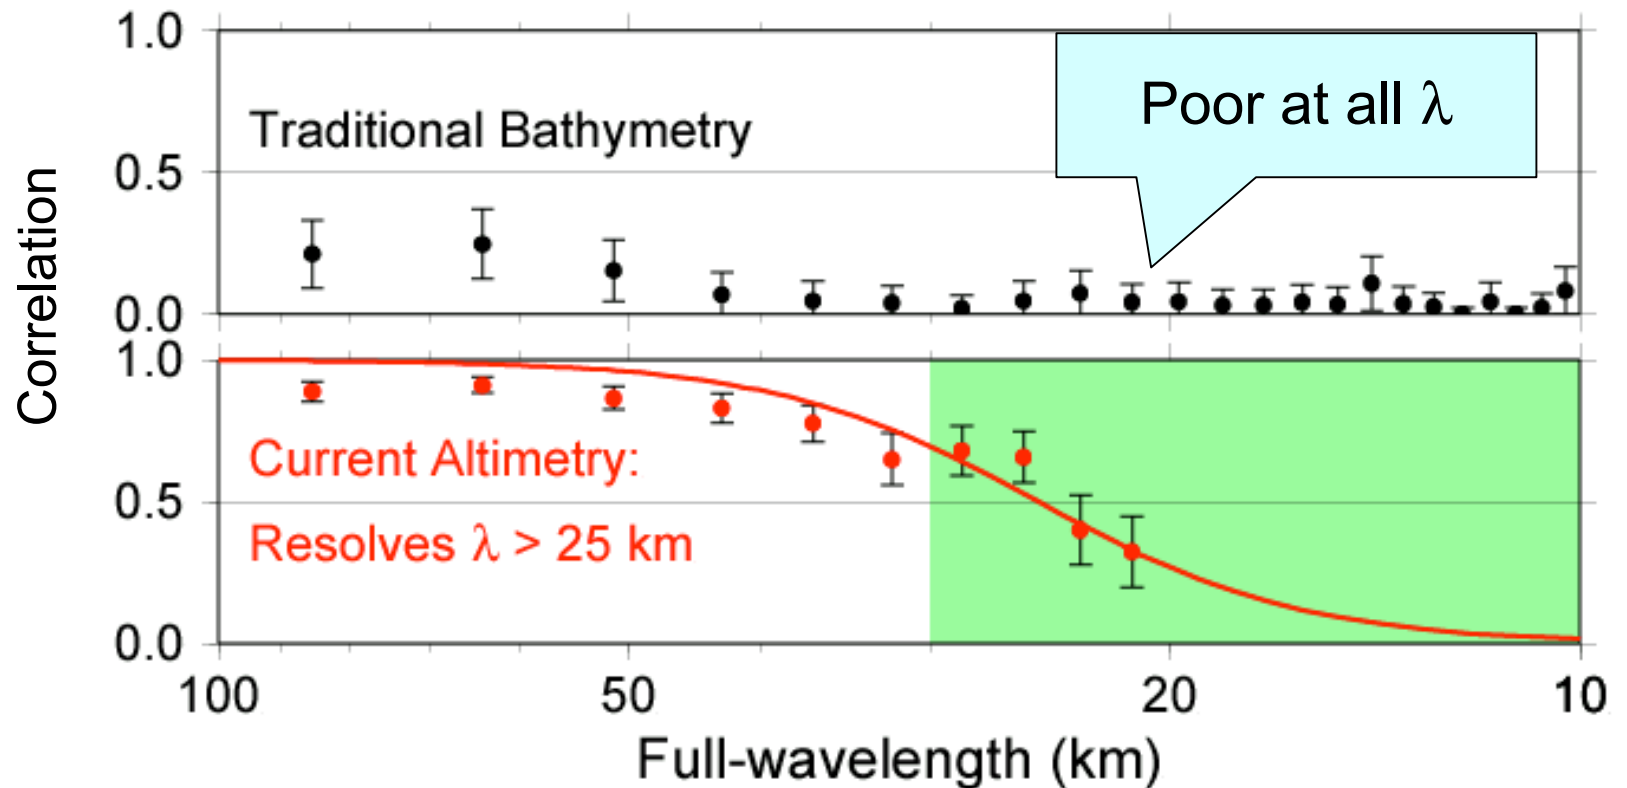 1.0
Poor at all λ
Traditional Bathymetry
0.5
0.0
Correlation
1.0
Current Altimetry:
0.5
Resolves λ > 25 km
0.0
100 50 20 10
Full-wavelength (km)